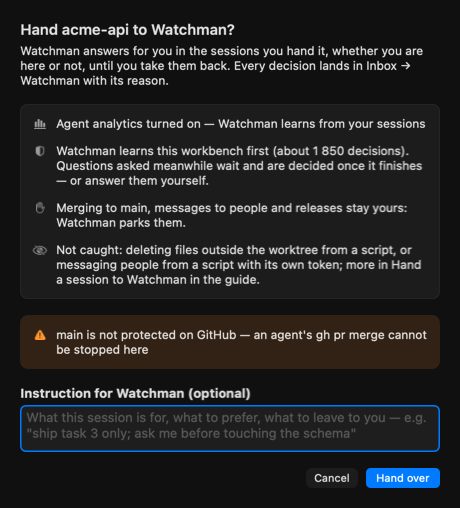 Hand acme-api to Watchman?
Watchman answers for you in the sessions you hand it, whether you are
here or not, until you take them back. Every decision lands in Inbox →
Watchman with its reason.
Agent analytics turned on — Watchman learns from your sessions
Watchman learns this workbench first (about 1 850 decisions).
Questions asked meanwhile wait and are decided once it finishes
— or answer them yourself.
Merging to main, messages to people and releases stay yours:
Watchman parks them.
Not caught: deleting files outside the worktree from a script, or
messaging people from a script with its own token; more in Hand
a session to Watchman in the guide.
main is not protected on GitHub — an agent's gh pr merge cannot
be stopped here
Instruction for Watchman (optional)
What this session is for, what to prefer, what to leave to you — e.g.
"ship task 3 only; ask me before touching the schema"
Cancel
Hand over